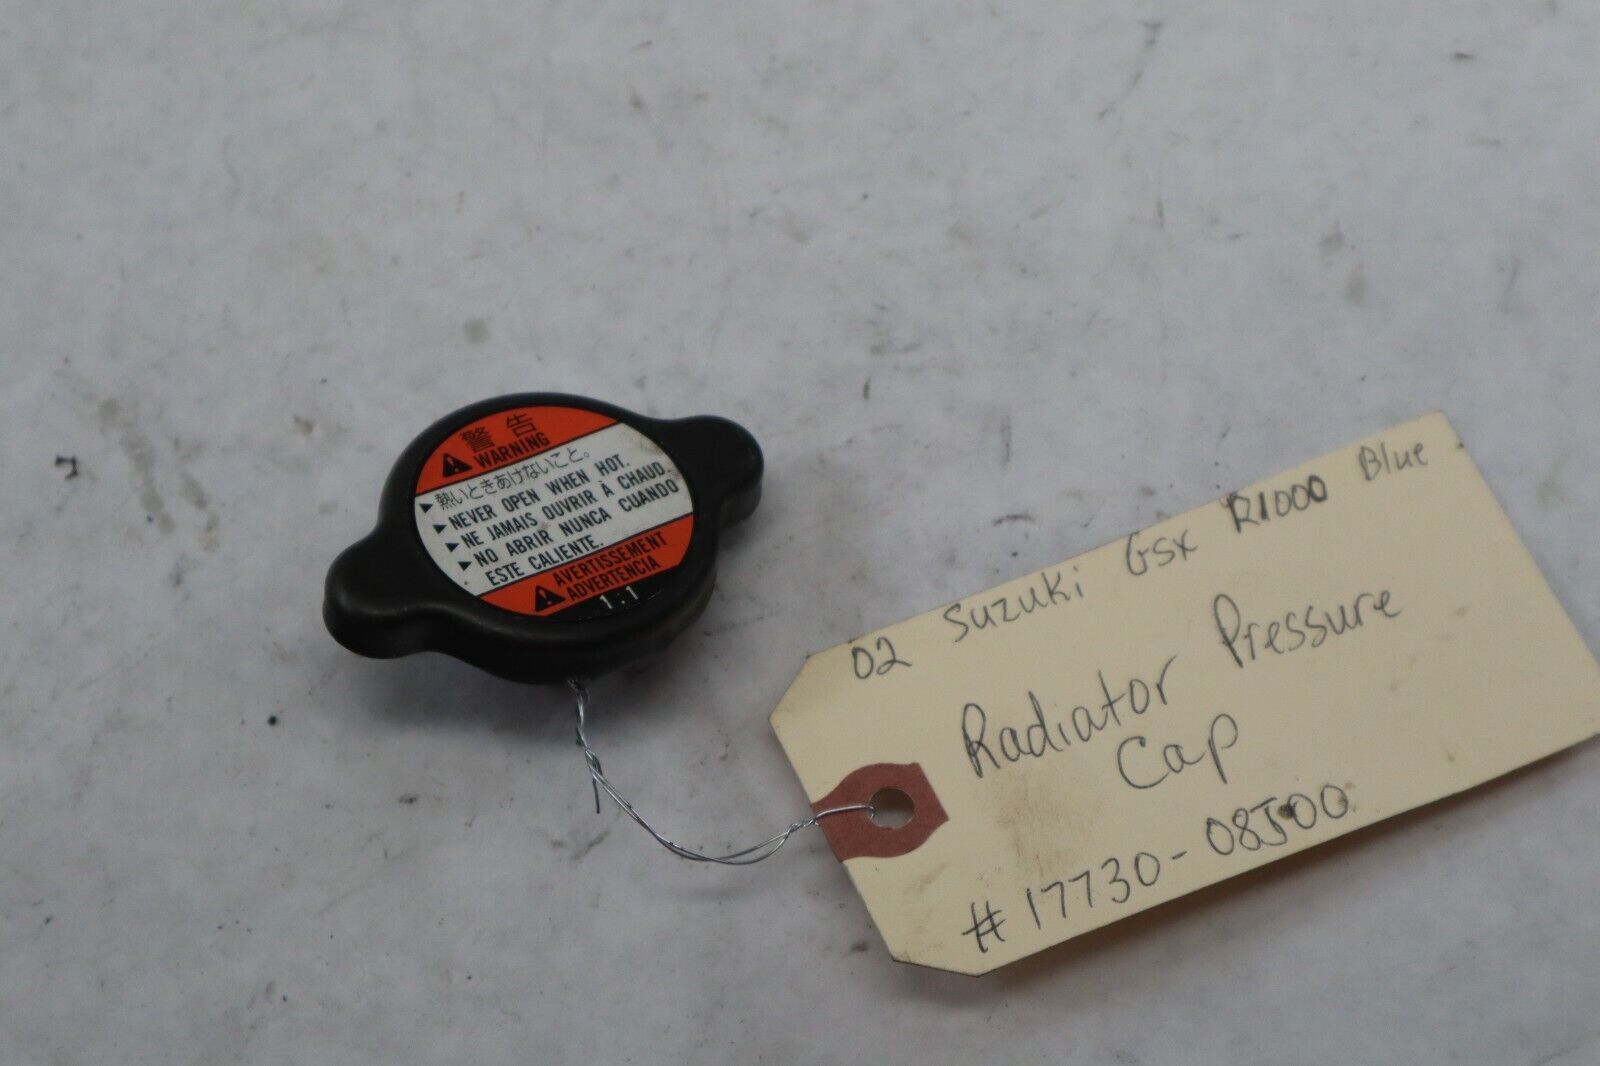 警告
WARNING
▶熱いときあけないこと。
▶NEVER OPEN WHEN HOT.
▶NE JAMAIS OUVRIR À CHAUD.
▶NO ABRIR NUNCA CUANDO
ESTE CALIENTE.
AVERTISSEMENT
ADVERTENCIA
1:1
02 Suzuki Gsx R1000 Blue
Radiator Pressure
Cap
#17730-08J00